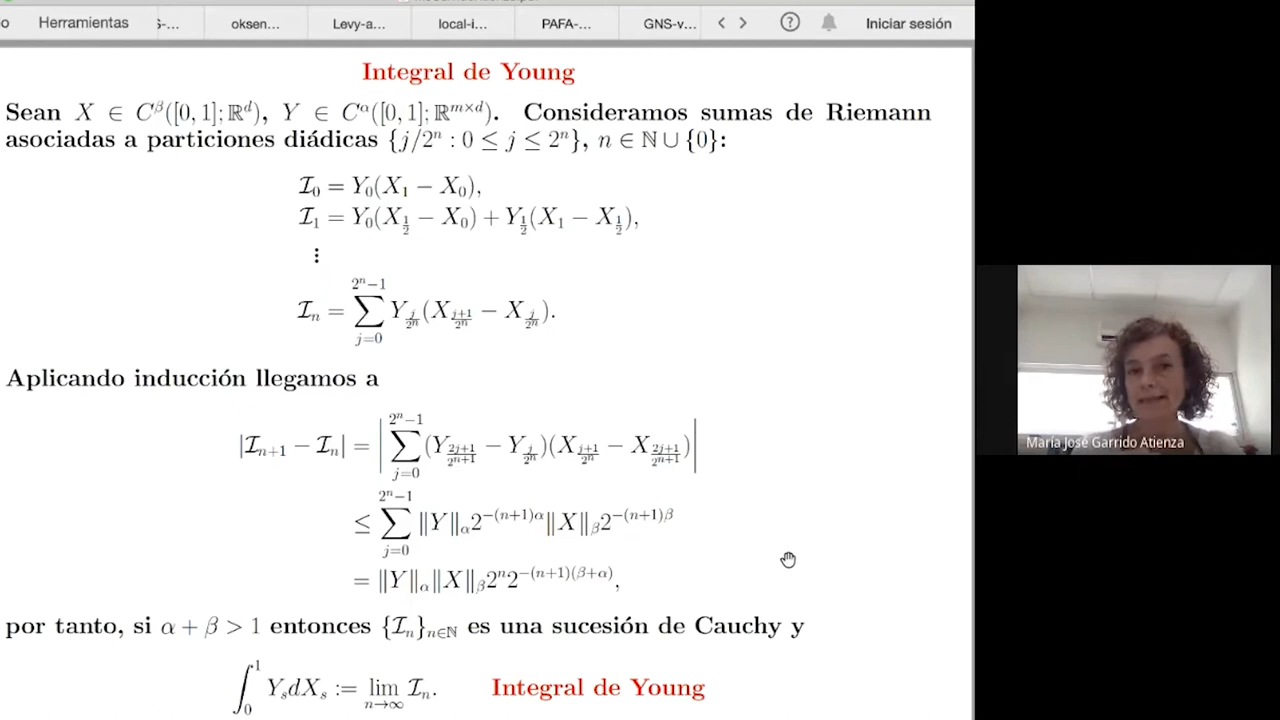 Herramientas
oksen...
Levy-a...
local-i...
PAFA-...
GNS-v...
Iniciar sesión
Integral de Young
Sean X ∈ C^β([0, 1]; ℝ^d), Y ∈ C^α([0, 1]; ℝ^{m×d}). Consideramos sumas de Riemann
asociadas a particiones diádicas {j/2^n : 0 ≤ j ≤ 2^n}, n ∈ ℕ ∪ {0}:
ℐ_0 = Y_0(X_1 − X_0),
ℐ_1 = Y_0(X_{1/2} − X_0) + Y_{1/2}(X_1 − X_{1/2}),
⋮
ℐ_n = ∑_{j=0}^{2^n−1} Y_{j/2^n}(X_{(j+1)/2^n} − X_{j/2^n}).
Aplicando inducción llegamos a
|ℐ_{n+1} − ℐ_n| = |∑_{j=0}^{2^n−1} (Y_{(2j+1)/2^{n+1}} − Y_{j/2^n})(X_{(j+1)/2^n} − X_{(2j+1)/2^{n+1}})|
≤ ∑_{j=0}^{2^n−1} ‖Y‖_α 2^{−(n+1)α} ‖X‖_β 2^{−(n+1)β}
= ‖Y‖_α ‖X‖_β 2^n 2^{−(n+1)(β+α)},
por tanto, si α + β > 1 entonces {ℐ_n}_{n∈ℕ} es una sucesión de Cauchy y
∫_0^1 Y_s dX_s := lim_{n→∞} ℐ_n. Integral de Young
María José Garrido Atienza